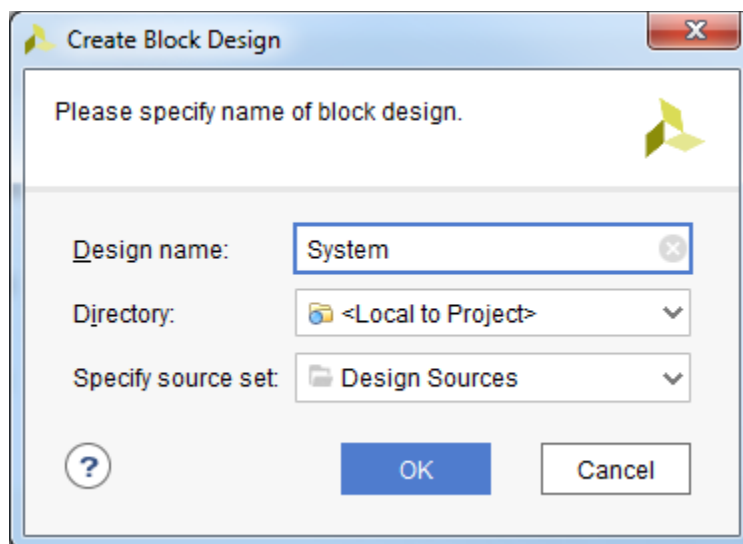 Create Block Design
Please specify name of block design.
Design name: System
Directory: <Local to Project>
Specify source set: Design Sources
? OK Cancel